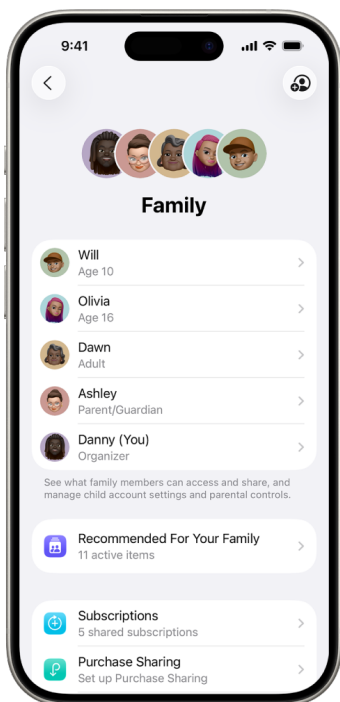 9:41
Family
Will
Age 10
Olivia
Age 16
Dawn
Adult
Ashley
Parent/Guardian
Danny (You)
Organizer
See what family members can access and share, and
manage child account settings and parental controls.
Recommended For Your Family
11 active items
Subscriptions
5 shared subscriptions
Purchase Sharing
Set up Purchase Sharing